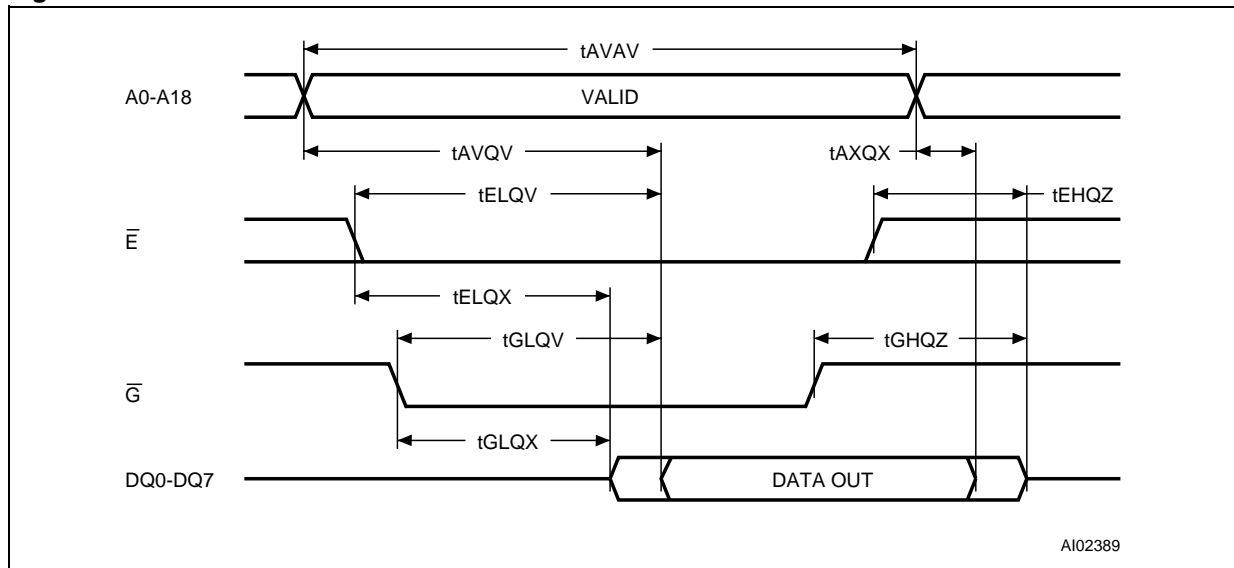 tAVAV
A0-A18
VALID
tAVQV
tAXQX
tELQV
tEHQZ
E̅
tELQX
tGLQV
tGHQZ
G̅
tGLQX
DQ0-DQ7
DATA OUT
AI02389